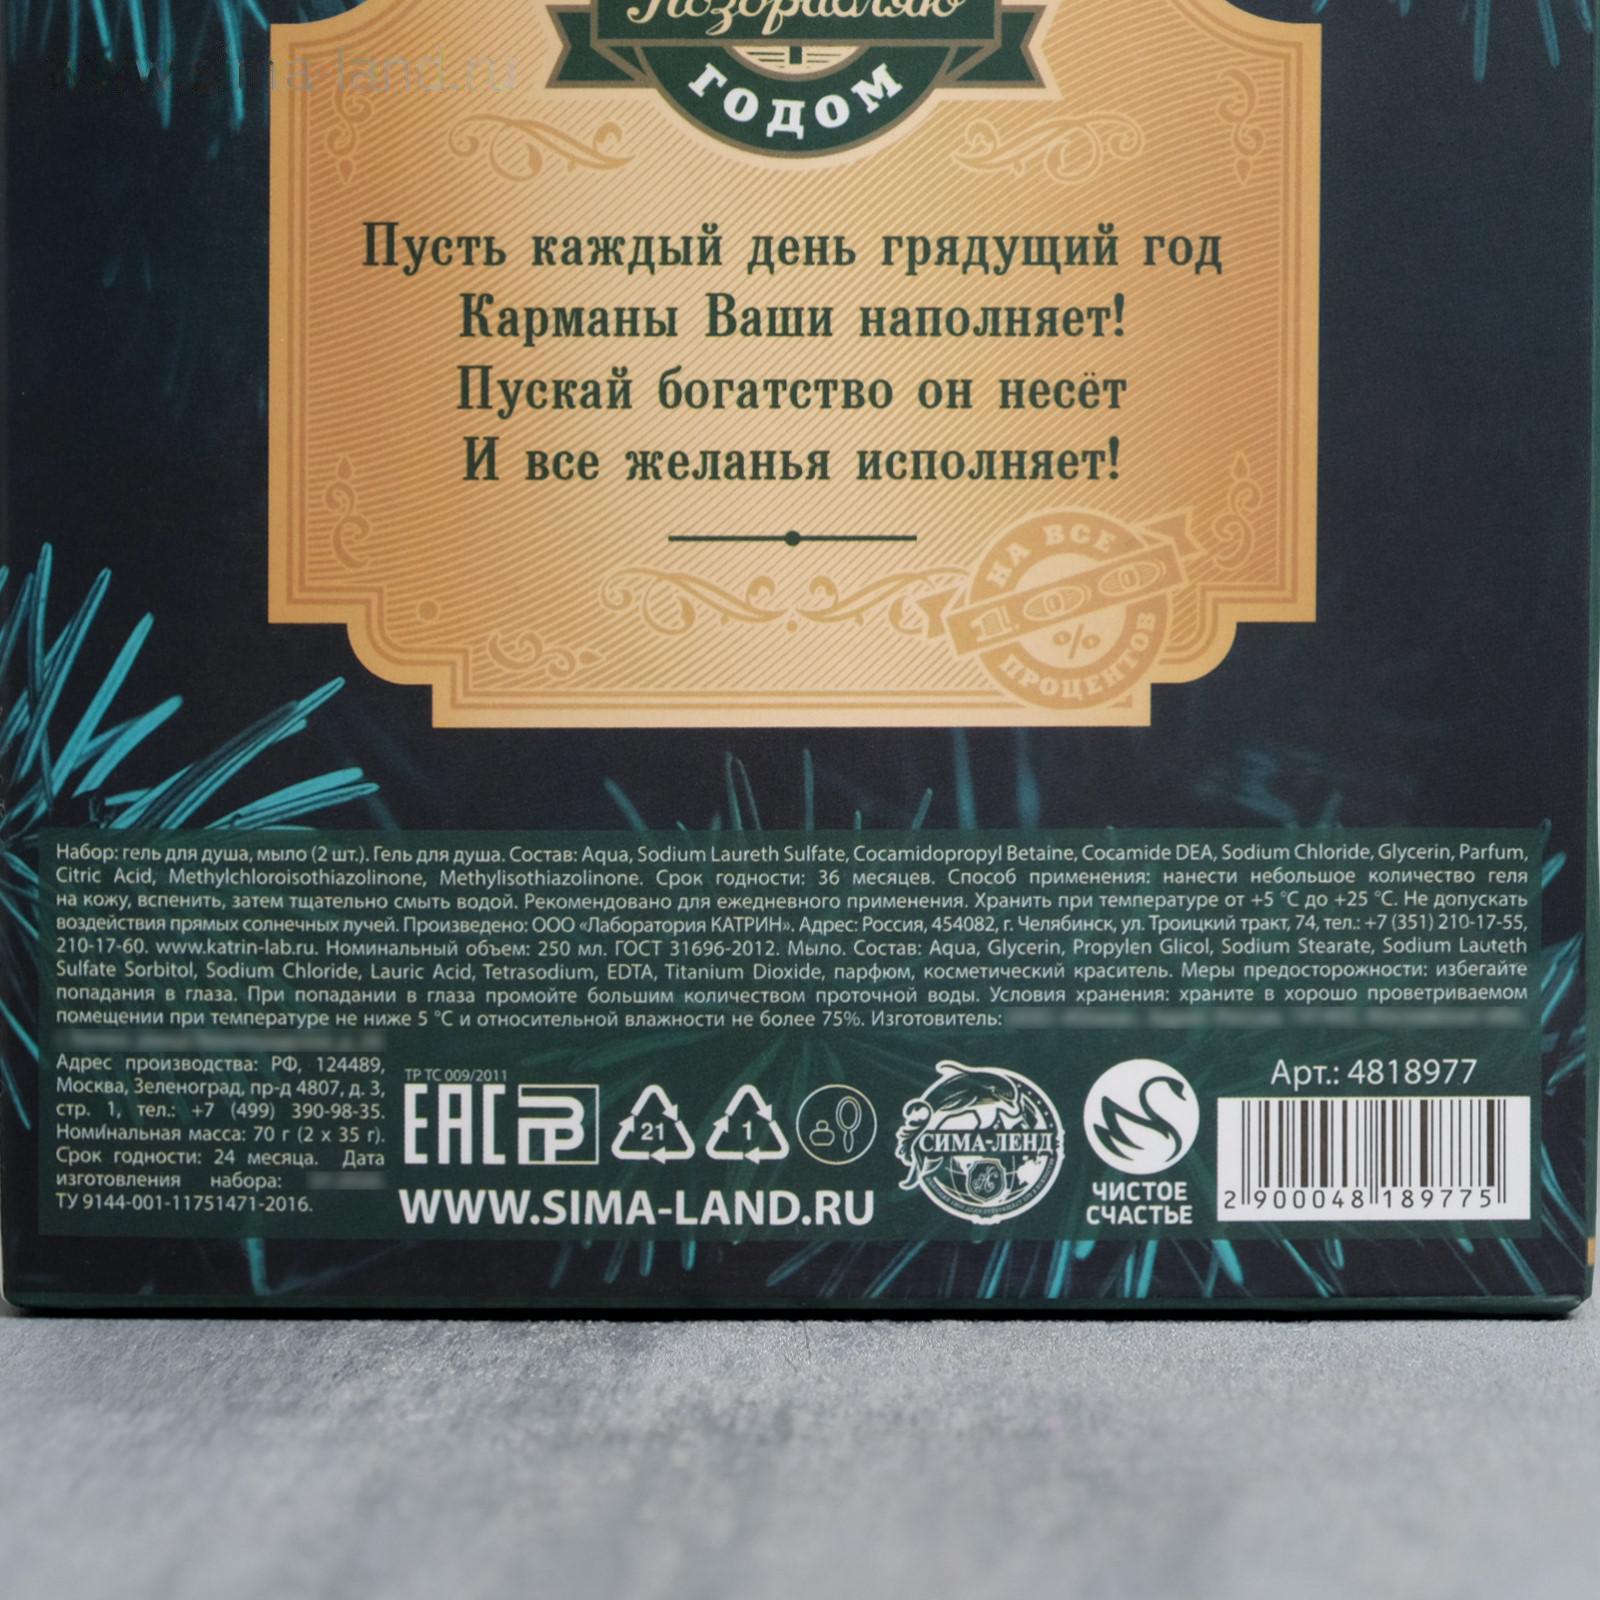 www.sima-land.ru
Поздравляю
ГОДОМ
Пусть каждый день грядущий год
Карманы Ваши наполняет!
Пускай богатство он несёт
И все желанья исполняет!
НА ВСЕ
100
%
ПРОЦЕНТОВ
Набор: гель для душа, мыло (2 шт.). Гель для душа. Состав: Aqua, Sodium Laureth Sulfate, Cocamidopropyl Betaine, Cocamide DEA, Sodium Chloride, Glycerin, Parfum,
Citric Acid, Methylchloroisothiazolinone, Methylisothiazolinone. Срок годности: 36 месяцев. Способ применения: нанести небольшое количество геля
на кожу, вспенить, затем тщательно смыть водой. Рекомендовано для ежедневного применения. Хранить при температуре от +5 °С до +25 °С. Не допускать
воздействия прямых солнечных лучей. Произведено: ООО «Лаборатория КАТРИН». Адрес: Россия, 454082, г. Челябинск, ул. Троицкий тракт, 74, тел.: +7 (351) 210-17-55,
210-17-60. www.katrin-lab.ru. Номинальный объем: 250 мл. ГОСТ 31696-2012. Мыло. Состав: Aqua, Glycerin, Propylen Glicol, Sodium Stearate, Sodium Lauteth
Sulfate Sorbitol, Sodium Chloride, Lauric Acid, Tetrasodium, EDTA, Titanium Dioxide, парфюм, косметический краситель. Меры предосторожности: избегайте
попадания в глаза. При попадании в глаза промойте большим количеством проточной воды. Условия хранения: храните в хорошо проветриваемом
помещении при температуре не ниже 5 °С и относительной влажности не более 75%. Изготовитель:
Адрес производства: РФ, 124489,
Москва, Зеленоград, пр-д 4807, д. 3,
стр. 1, тел.: +7 (499) 390-98-35.
Номинальная масса: 70 г (2 х 35 г).
Срок годности: 24 месяца. Дата
изготовления набора:
ТУ 9144-001-11751471-2016.
ТР ТС 009/2011
ЕАС
21
1
WWW.SIMA-LAND.RU
СИМА-ЛЕНД
ЧИСТОЕ
СЧАСТЬЕ
Арт.: 4818977
2 900048 189775